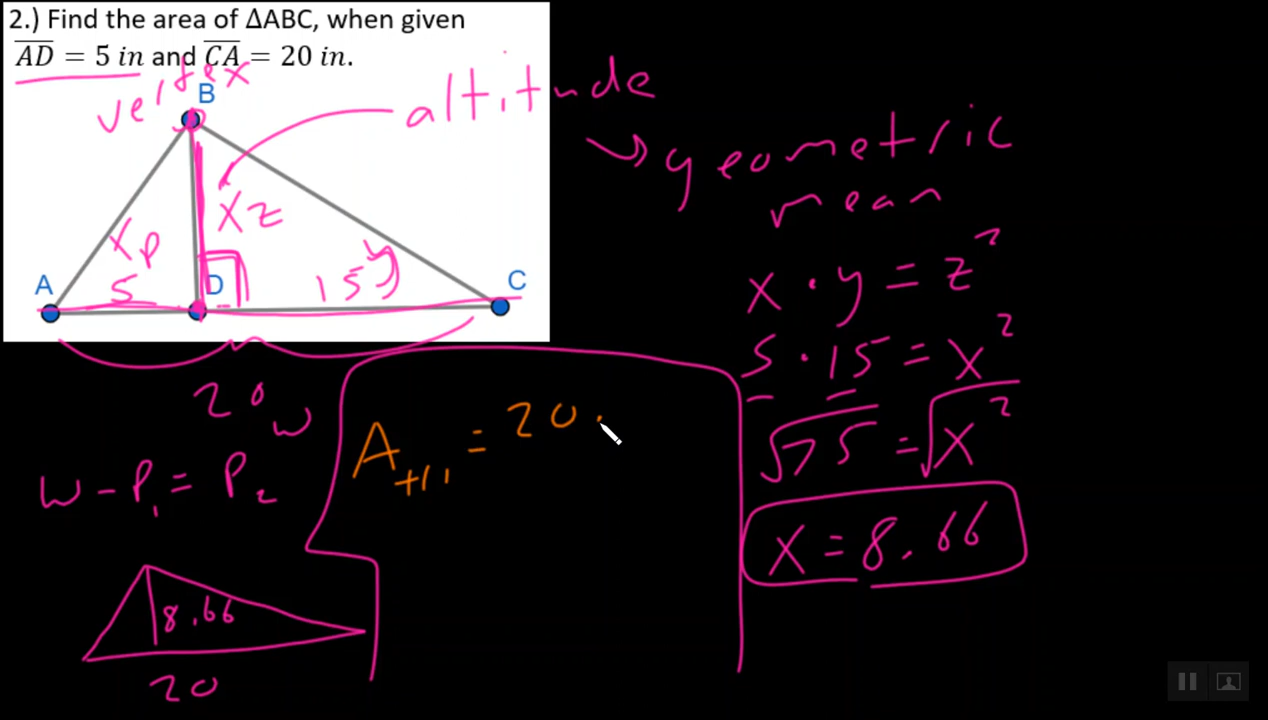 2.) Find the area of ΔABC, when given
AD = 5 in and CA = 20 in.
vertex
B
altitude
geometric
mean
x z
x p
A
5
D
15 y
C
x · y = z²
5 · 15 = x²
√75 = √x²
x = 8.66
20 w
w - P₁ = P₂
A tri = 20 ·
8.66
20